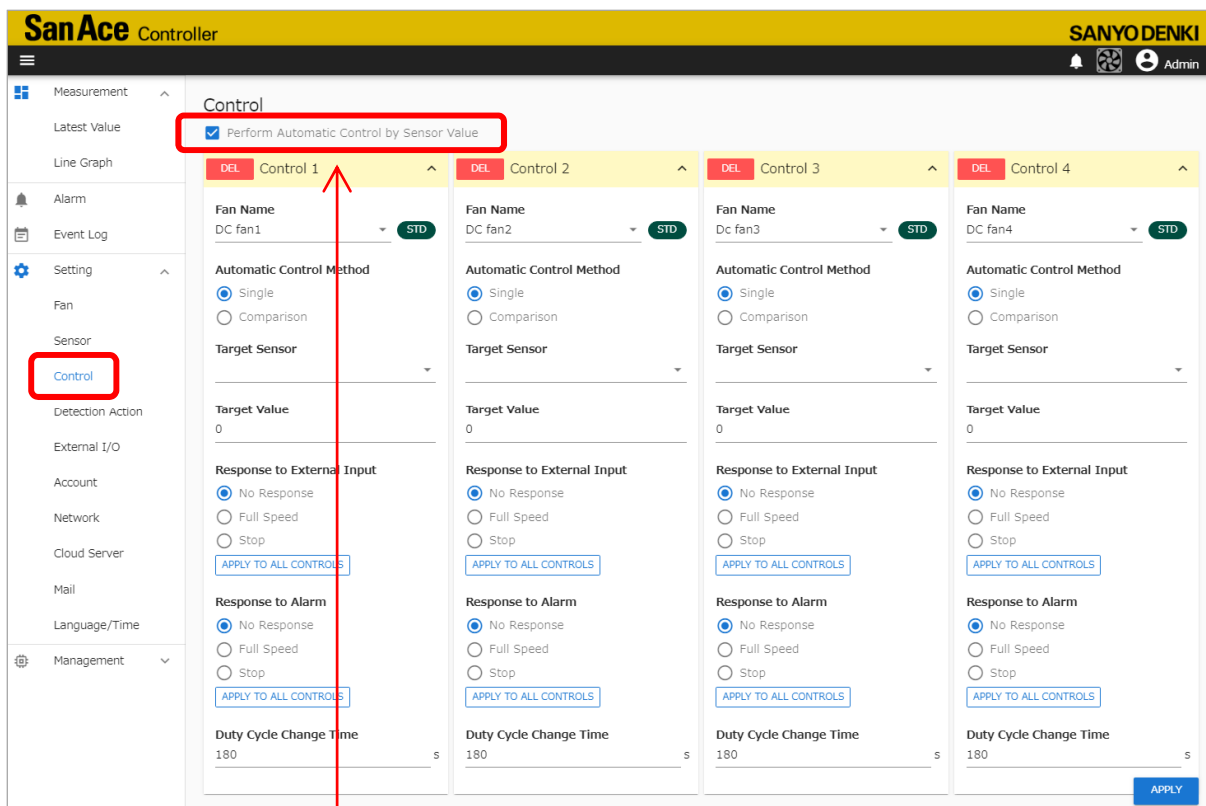 San Ace Controller
SANYO DENKI
Admin
Measurement
Latest Value
Line Graph
Alarm
Event Log
Setting
Fan
Sensor
Control
Detection Action
External I/O
Account
Network
Cloud Server
Mail
Language/Time
Management
Control
Perform Automatic Control by Sensor Value
DEL Control 1
Fan Name
DC fan1 STD
Automatic Control Method
Single
Comparison
Target Sensor
Target Value
0
Response to External Input
No Response
Full Speed
Stop
APPLY TO ALL CONTROLS
Response to Alarm
No Response
Full Speed
Stop
APPLY TO ALL CONTROLS
Duty Cycle Change Time
180 s
DEL Control 2
Fan Name
DC fan2 STD
Automatic Control Method
Single
Comparison
Target Sensor
Target Value
0
Response to External Input
No Response
Full Speed
Stop
APPLY TO ALL CONTROLS
Response to Alarm
No Response
Full Speed
Stop
APPLY TO ALL CONTROLS
Duty Cycle Change Time
180 s
DEL Control 3
Fan Name
Dc fan3 STD
Automatic Control Method
Single
Comparison
Target Sensor
Target Value
0
Response to External Input
No Response
Full Speed
Stop
APPLY TO ALL CONTROLS
Response to Alarm
No Response
Full Speed
Stop
APPLY TO ALL CONTROLS
Duty Cycle Change Time
180 s
DEL Control 4
Fan Name
DC fan4 STD
Automatic Control Method
Single
Comparison
Target Sensor
Target Value
0
Response to External Input
No Response
Full Speed
Stop
APPLY TO ALL CONTROLS
Response to Alarm
No Response
Full Speed
Stop
APPLY TO ALL CONTROLS
Duty Cycle Change Time
180 s
APPLY